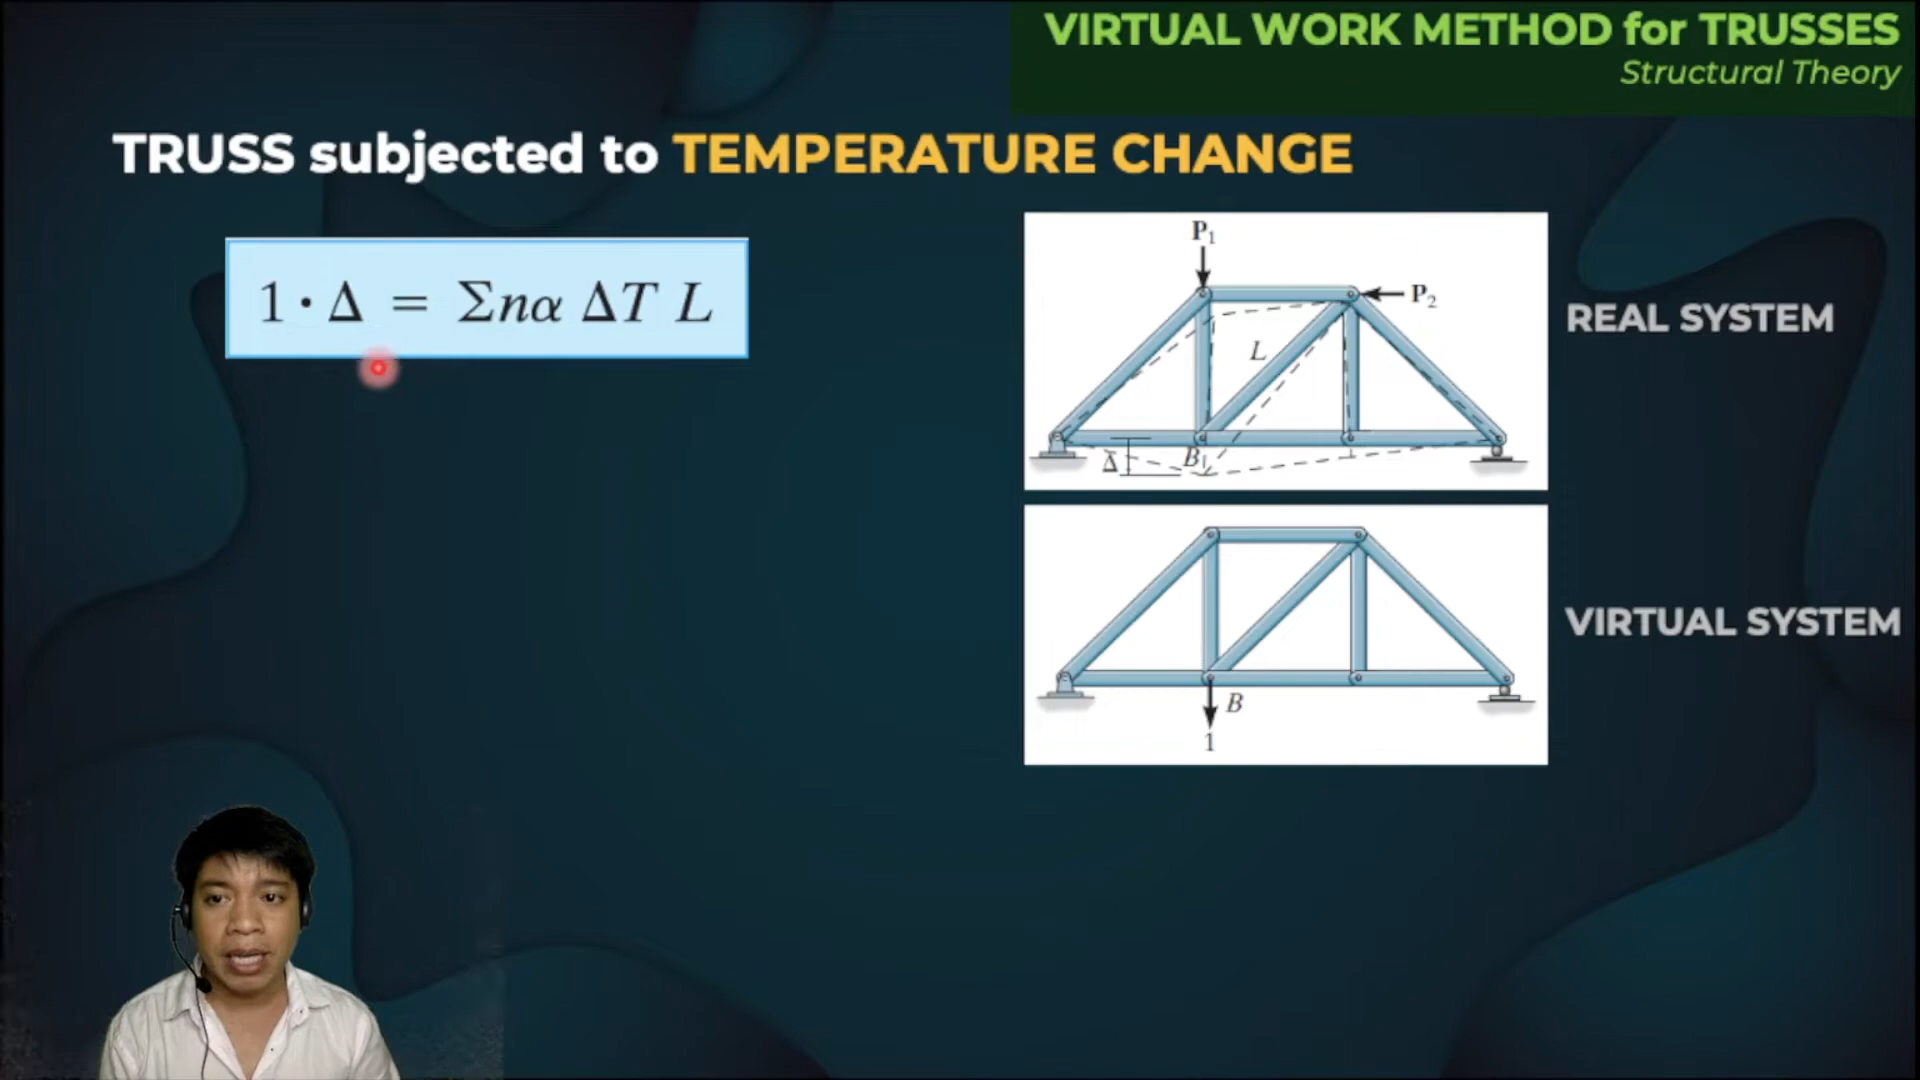 VIRTUAL WORK METHOD for TRUSSES
Structural Theory
TRUSS subjected to TEMPERATURE CHANGE
1 · Δ = Σnα ΔT L
P₁
P₂
L
Δ
B
REAL SYSTEM
B
1
VIRTUAL SYSTEM